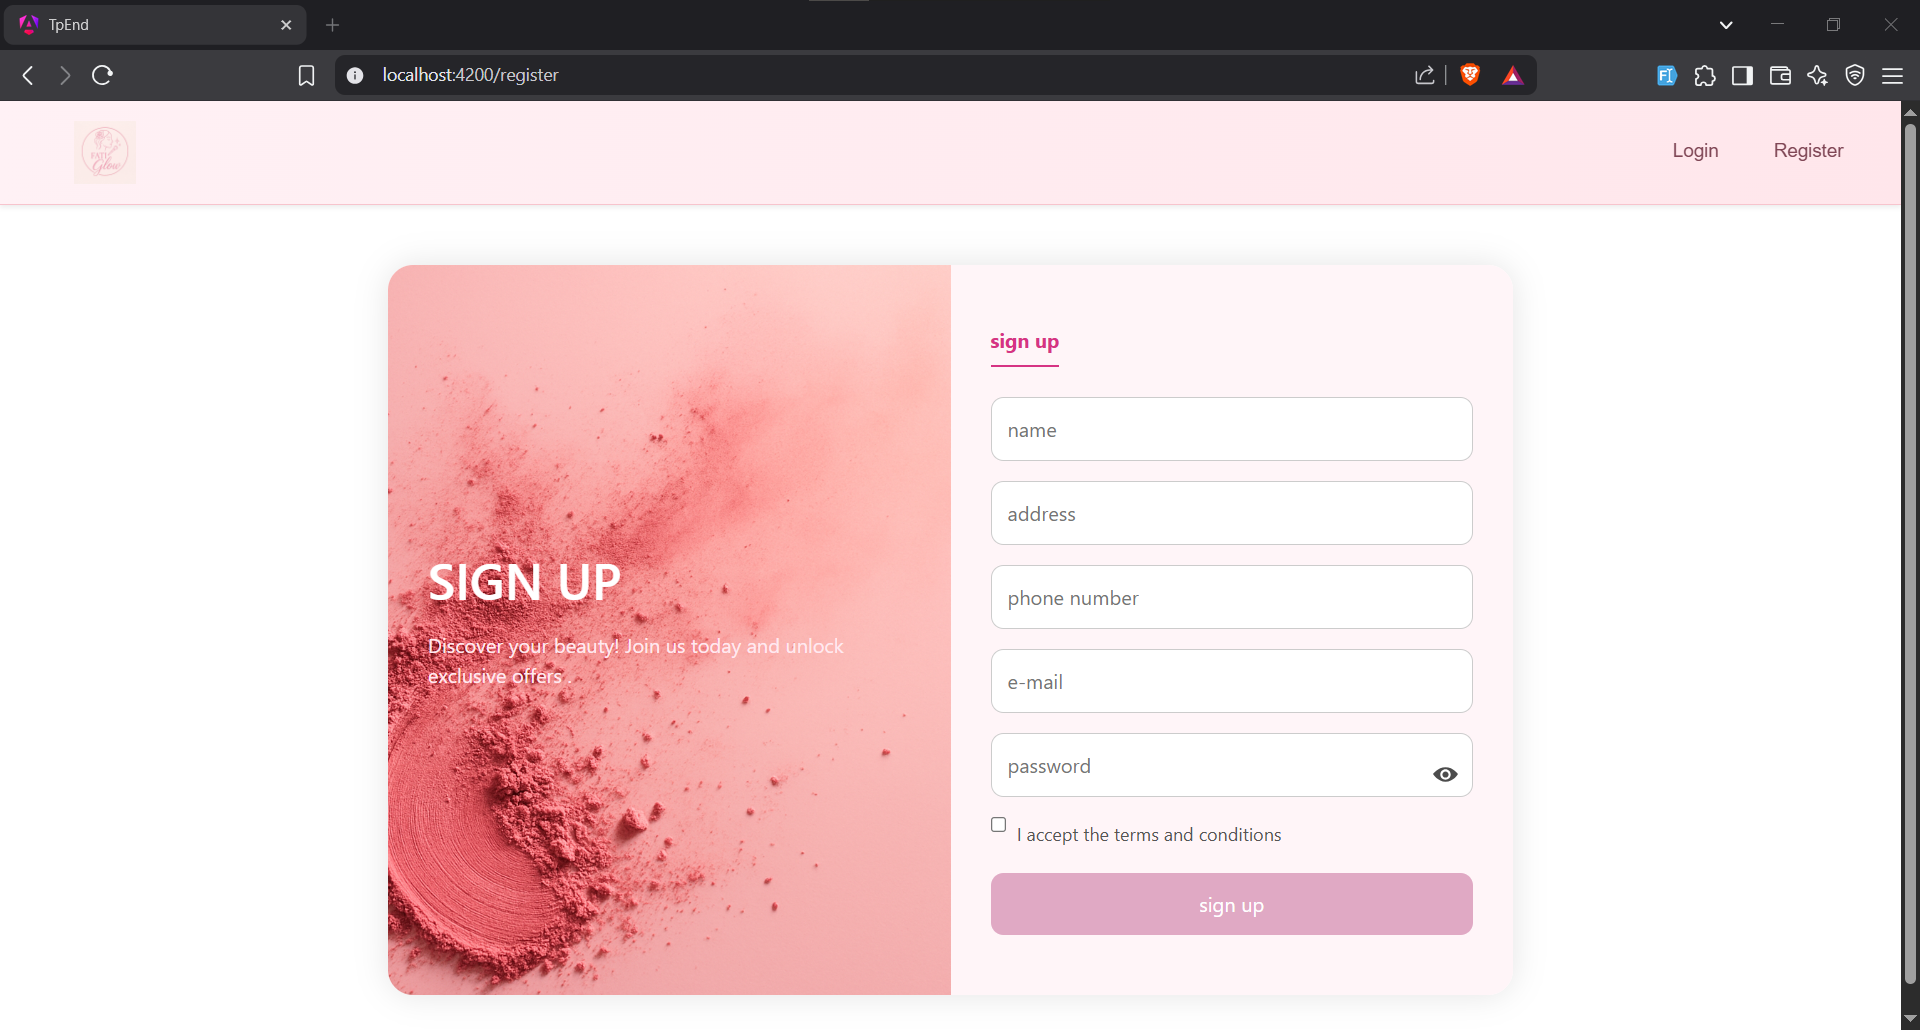 TpEnd
localhost:4200/register
Glow
Login
Register
SIGN UP
Discover your beauty! Join us today and unlock
exclusive offers .
sign up
name
address
phone number
e-mail
password
I accept the terms and conditions
sign up